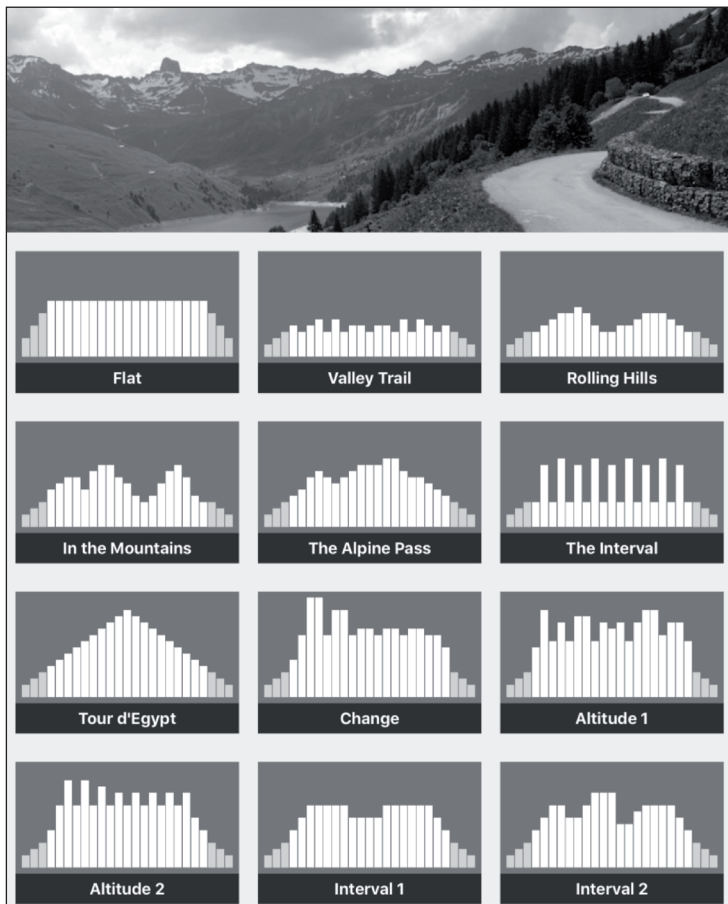 Flat
Valley Trail
Rolling Hills
In the Mountains
The Alpine Pass
The Interval
Tour d'Egypt
Change
Altitude 1
Altitude 2
Interval 1
Interval 2